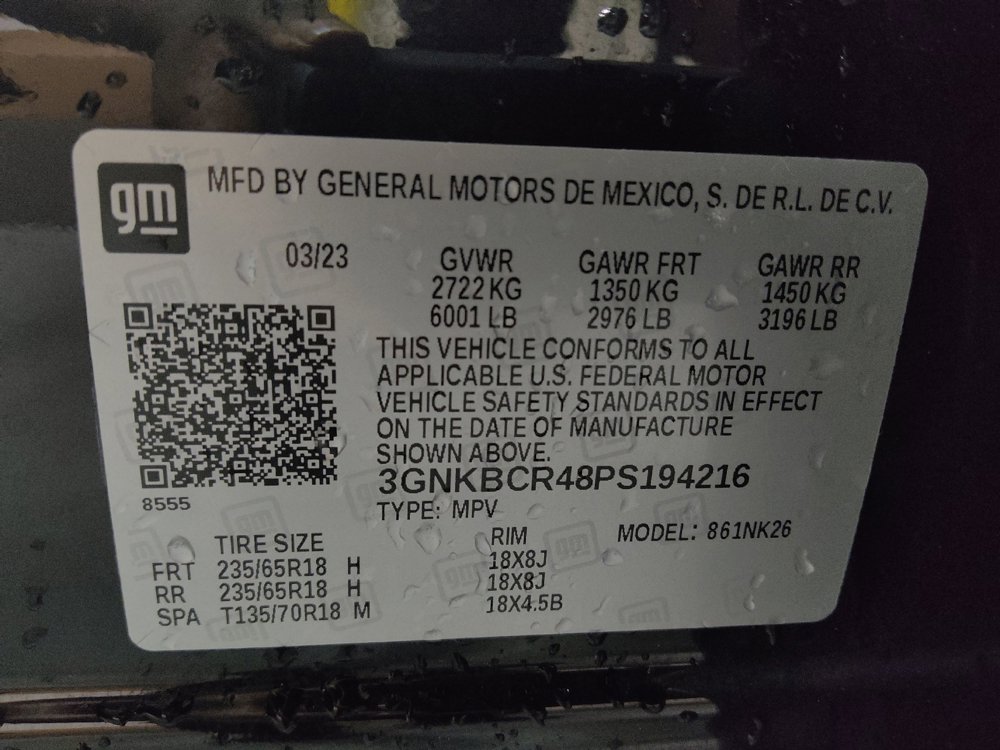 gm
MFD BY GENERAL MOTORS DE MEXICO, S. DE R.L. DE C.V.
03/23 GVWR GAWR FRT GAWR RR
2722 KG 1350 KG 1450 KG
6001 LB 2976 LB 3196 LB
THIS VEHICLE CONFORMS TO ALL
APPLICABLE U.S. FEDERAL MOTOR
VEHICLE SAFETY STANDARDS IN EFFECT
ON THE DATE OF MANUFACTURE
SHOWN ABOVE.
3GNKBCR48PS194216
8555
TYPE: MPV
TIRE SIZE RIM MODEL: 861NK26
FRT 235/65R18 H 18X8J
RR 235/65R18 H 18X8J
SPA T135/70R18 M 18X4.5B